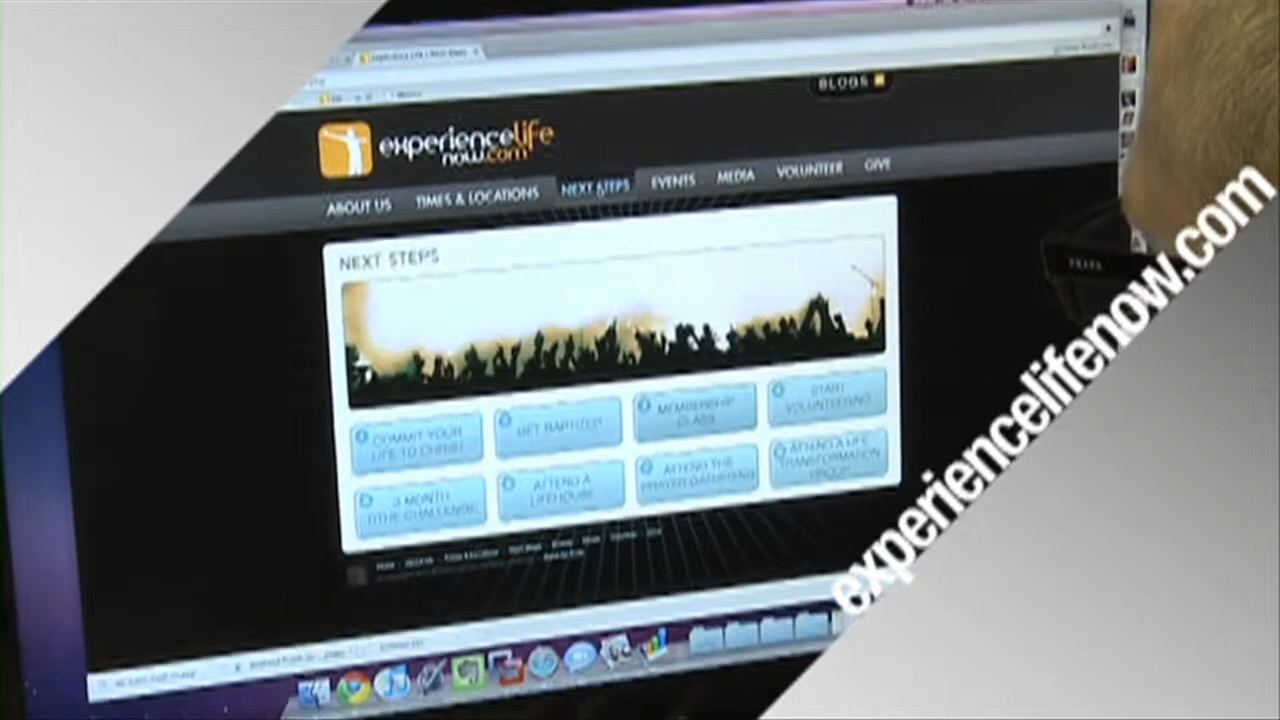 BLOGS
experiencelife
now.com
ABOUT US TIMES & LOCATIONS NEXT STEPS EVENTS MEDIA VOLUNTEER GIVE
NEXT STEPS
COMMIT YOUR
LIFE TO CHRIST
GET BAPTIZED
MEMBERSHIP
CLASS
START
VOLUNTEERING
3 MONTH
TITHE CHALLENGE
ATTEND A
LIFEHOUSE
ATTEND THE
PRAYER GATHERING
ATTEND A LIFE
TRANSFORMATION
GROUP
experiencelifenow.com